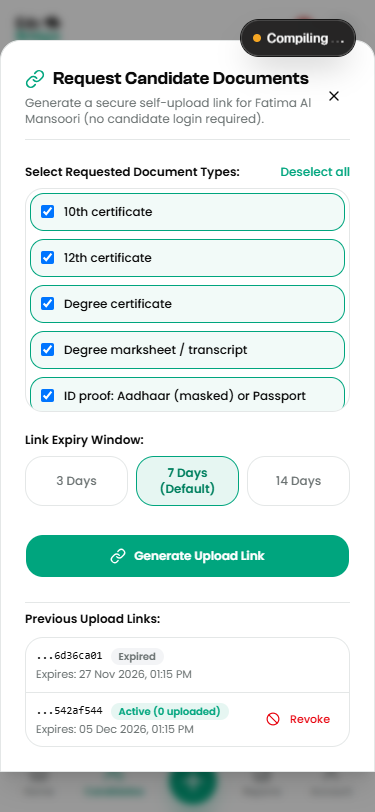 Compiling...
Request Candidate Documents
Generate a secure self-upload link for Fatima Al
Mansoori (no candidate login required).
Select Requested Document Types:
Deselect all
10th certificate
12th certificate
Degree certificate
Degree marksheet / transcript
ID proof: Aadhaar (masked) or Passport
Link Expiry Window:
3 Days
7 Days
(Default)
14 Days
Generate Upload Link
Previous Upload Links:
...6d36ca01 Expired
Expires: 27 Nov 2026, 01:15 PM
...542af544 Active (0 uploaded)
Expires: 05 Dec 2026, 01:15 PM
Revoke